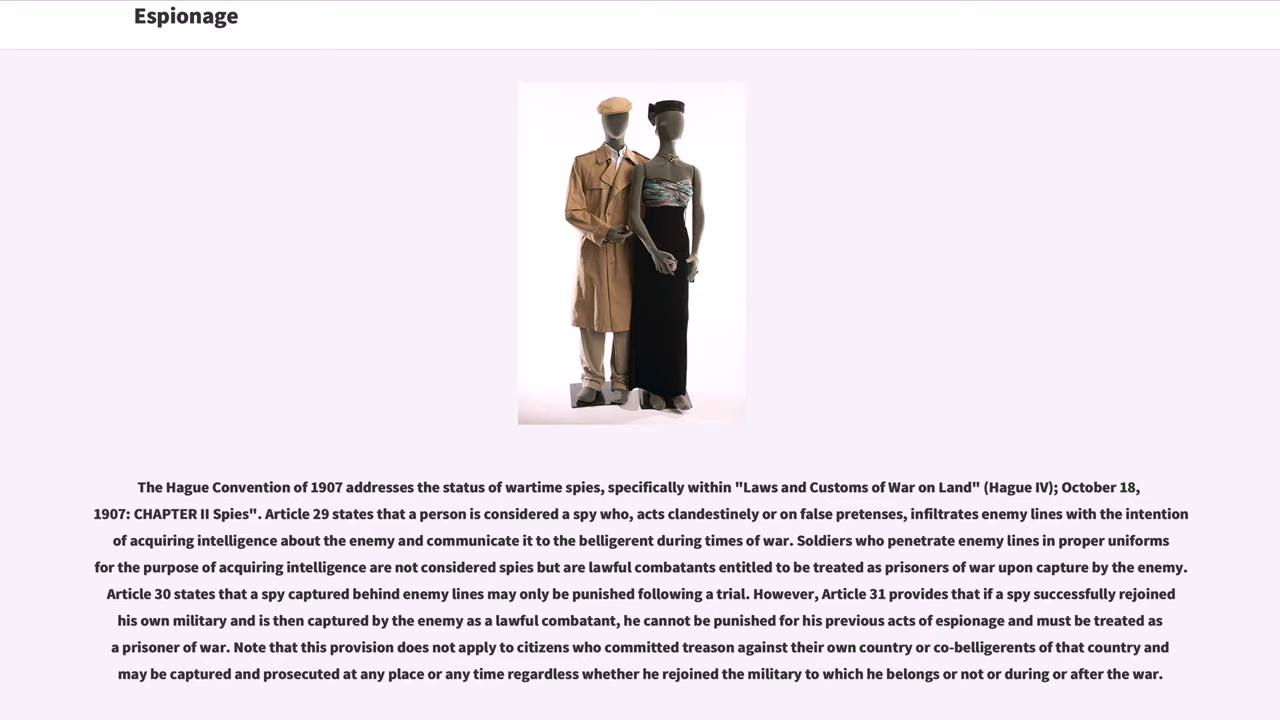 Espionage
The Hague Convention of 1907 addresses the status of wartime spies, specifically within "Laws and Customs of War on Land" (Hague IV); October 18,
1907: CHAPTER II Spies". Article 29 states that a person is considered a spy who, acts clandestinely or on false pretenses, infiltrates enemy lines with the intention
of acquiring intelligence about the enemy and communicate it to the belligerent during times of war. Soldiers who penetrate enemy lines in proper uniforms
for the purpose of acquiring intelligence are not considered spies but are lawful combatants entitled to be treated as prisoners of war upon capture by the enemy.
Article 30 states that a spy captured behind enemy lines may only be punished following a trial. However, Article 31 provides that if a spy successfully rejoined
his own military and is then captured by the enemy as a lawful combatant, he cannot be punished for his previous acts of espionage and must be treated as
a prisoner of war. Note that this provision does not apply to citizens who committed treason against their own country or co-belligerents of that country and
may be captured and prosecuted at any place or any time regardless whether he rejoined the military to which he belongs or not or during or after the war.